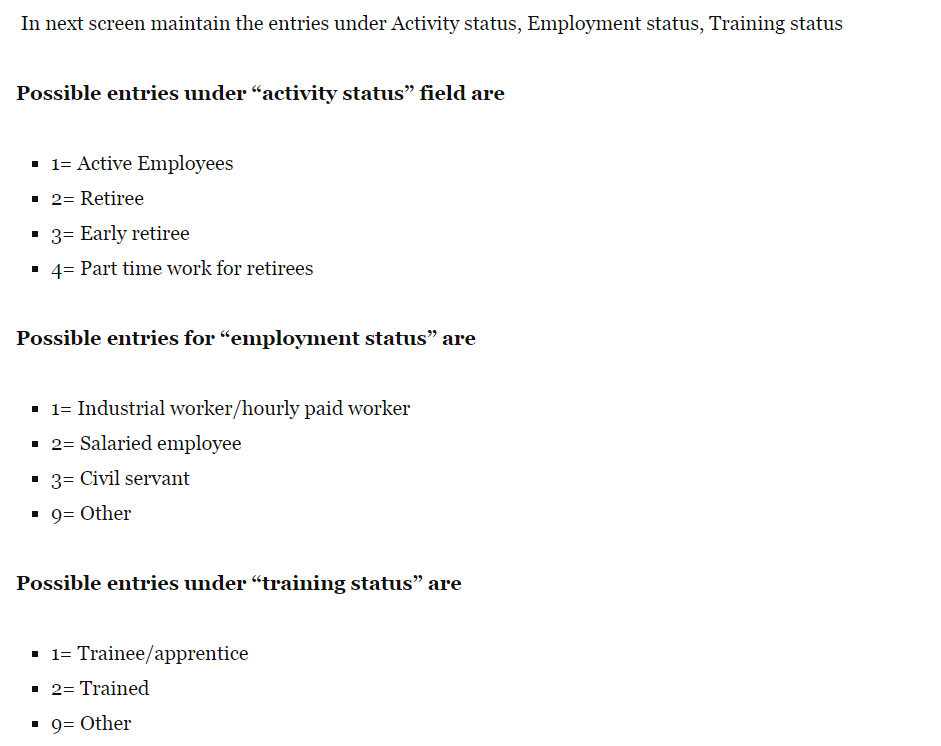 In next screen maintain the entries under Activity status, Employment status, Training status
Possible entries under “activity status” field are
▪ 1= Active Employees
▪ 2= Retiree
▪ 3= Early retiree
▪ 4= Part time work for retirees
Possible entries for “employment status” are
▪ 1= Industrial worker/hourly paid worker
▪ 2= Salaried employee
▪ 3= Civil servant
▪ 9= Other
Possible entries under “training status” are
▪ 1= Trainee/apprentice
▪ 2= Trained
▪ 9= Other